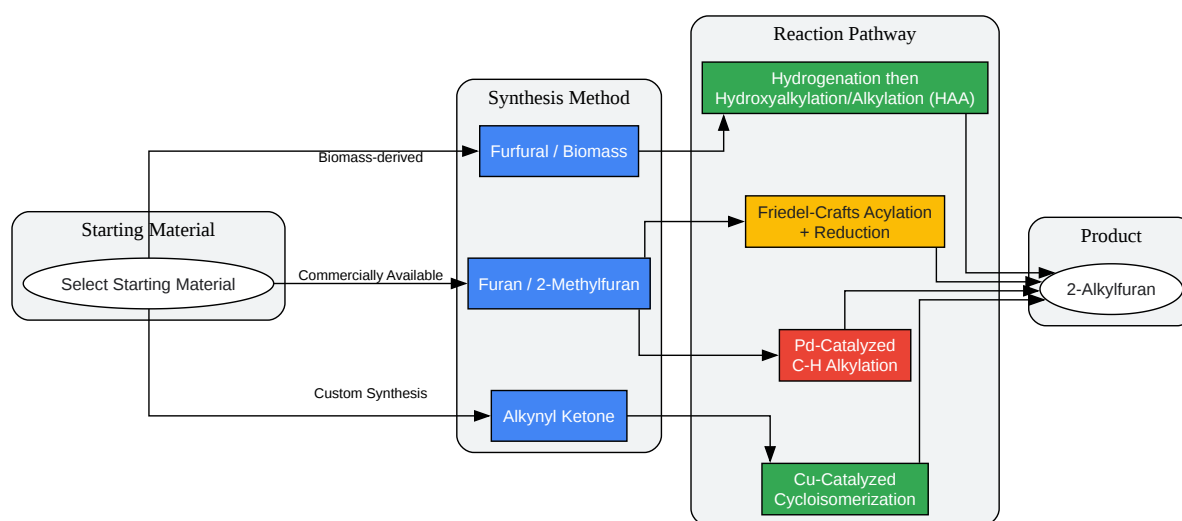 Reaction Pathway
Hydrogenation then
Hydroxyalkylation/Alkylation (HAA)
Synthesis Method
Furfural / Biomass
Biomass-derived
Friedel-Crafts Acylation
+ Reduction
Starting Material
Product
Select Starting Material
Commercially Available
Furan / 2-Methylfuran
2-Alkylfuran
Pd-Catalyzed
C-H Alkylation
Custom Synthesis
Alkynyl Ketone
Cu-Catalyzed
Cycloisomerization